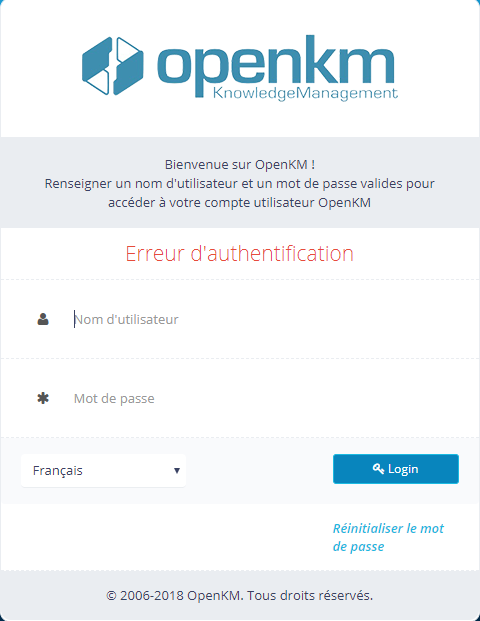 openkm
KnowledgeManagement
Bienvenue sur OpenKM !
Renseigner un nom d'utilisateur et un mot de passe valides pour
accéder à votre compte utilisateur OpenKM
Erreur d'authentification
Nom d'utilisateur
Mot de passe
Français
Login
Réinitialiser le mot
de passe
© 2006-2018 OpenKM. Tous droits réservés.